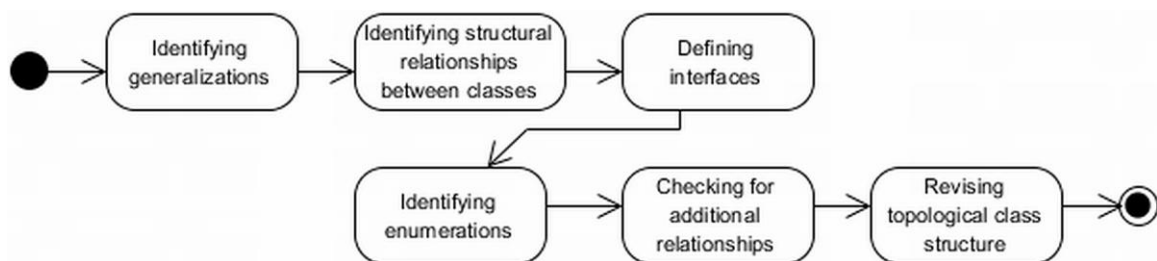 Identifying
generalizations
Identifying structural
relationships
between classes
Defining
interfaces
Identifying
enumerations
Checking for
additional
relationships
Revising
topological class
structure